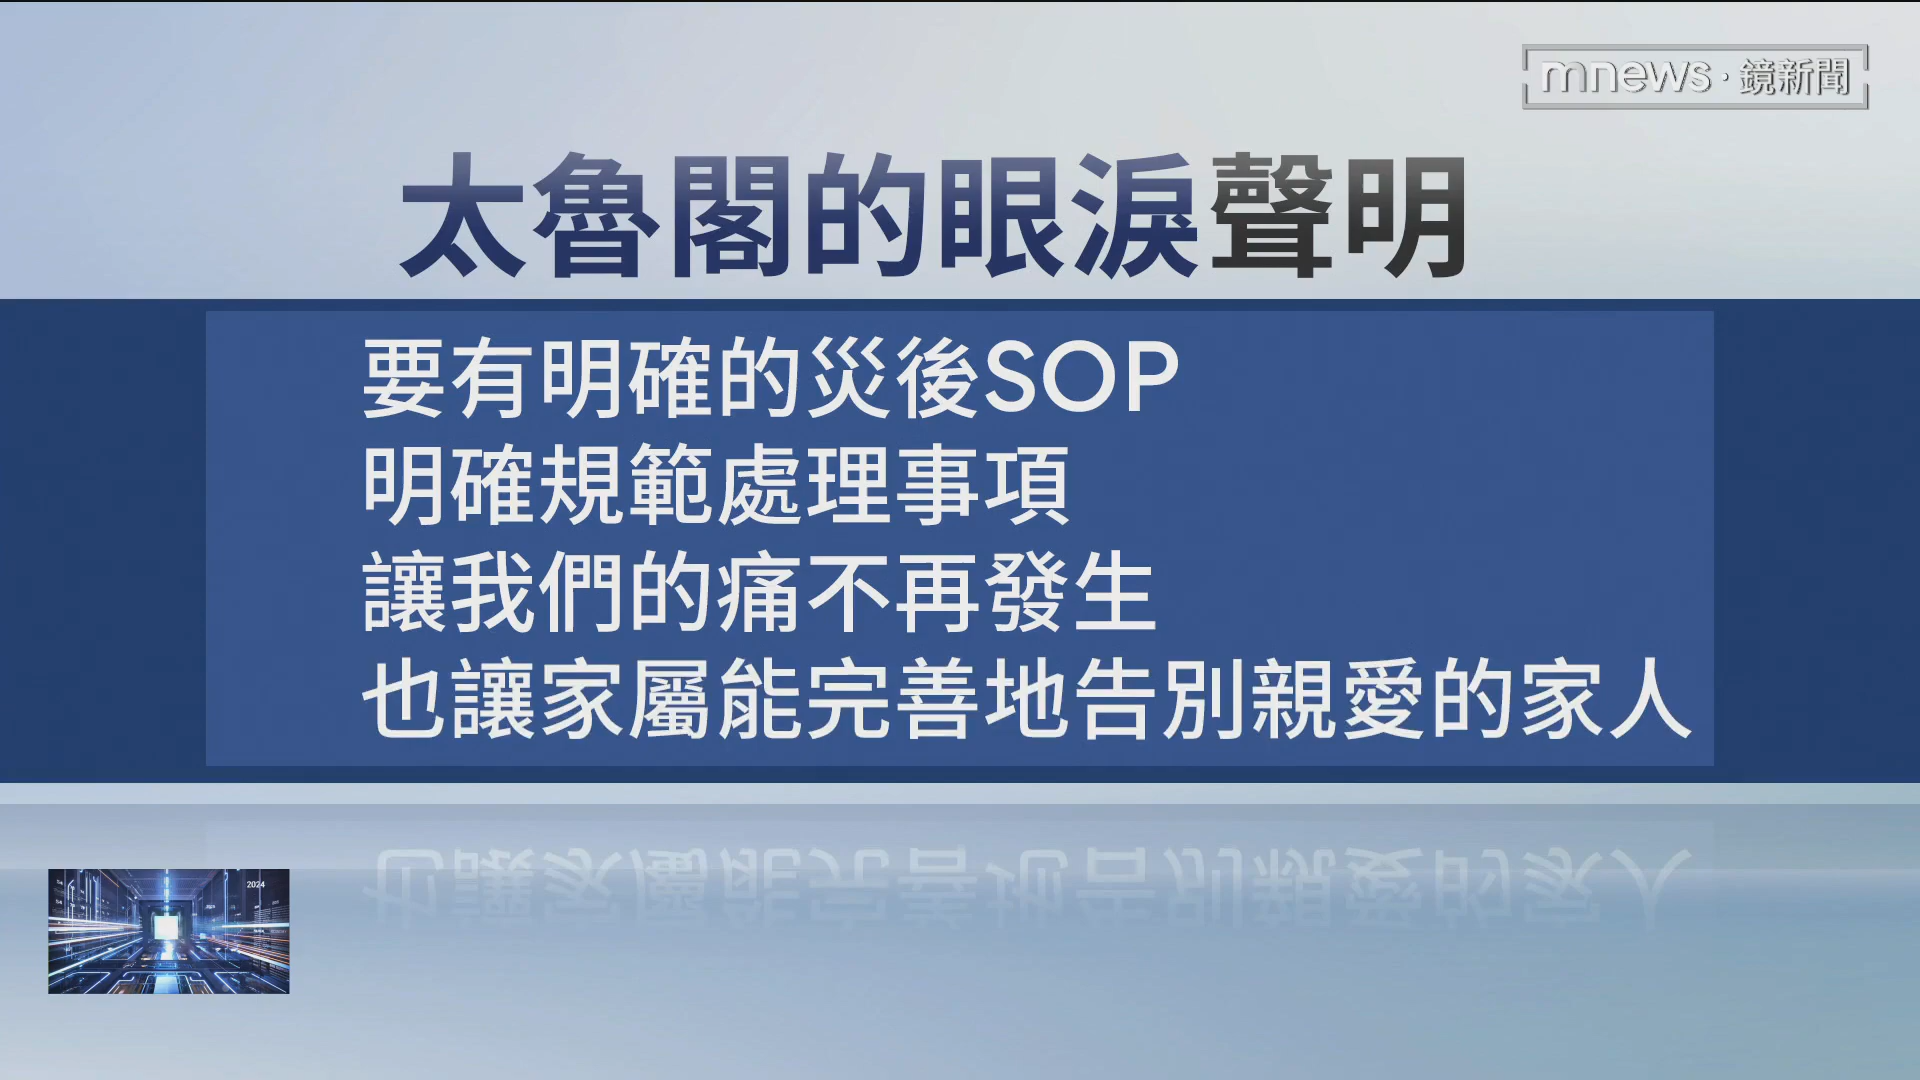 mnews·鏡新聞
太魯閣的眼淚聲明
要有明確的災後SOP
明確規範處理事項
讓我們的痛不再發生
也讓家屬能完善地告別親愛的家人
2024